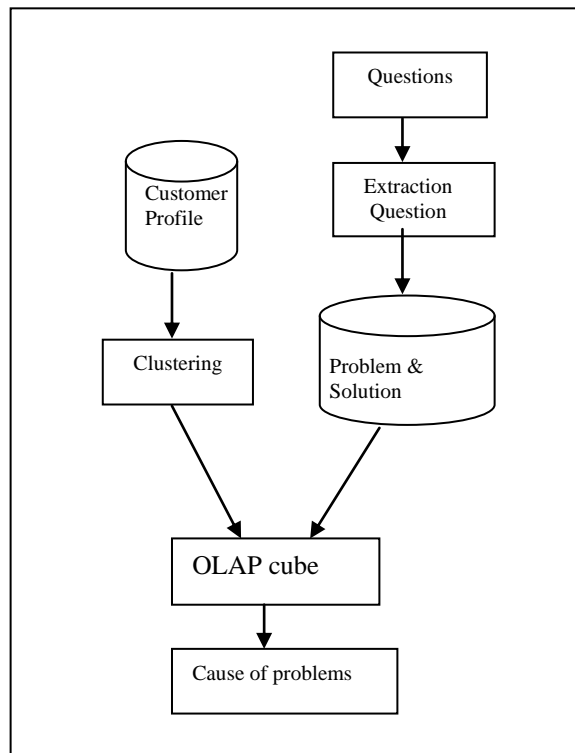 Questions
Extraction
Question
Customer
Profile
Clustering
Problem &
Solution
OLAP cube
Cause of problems